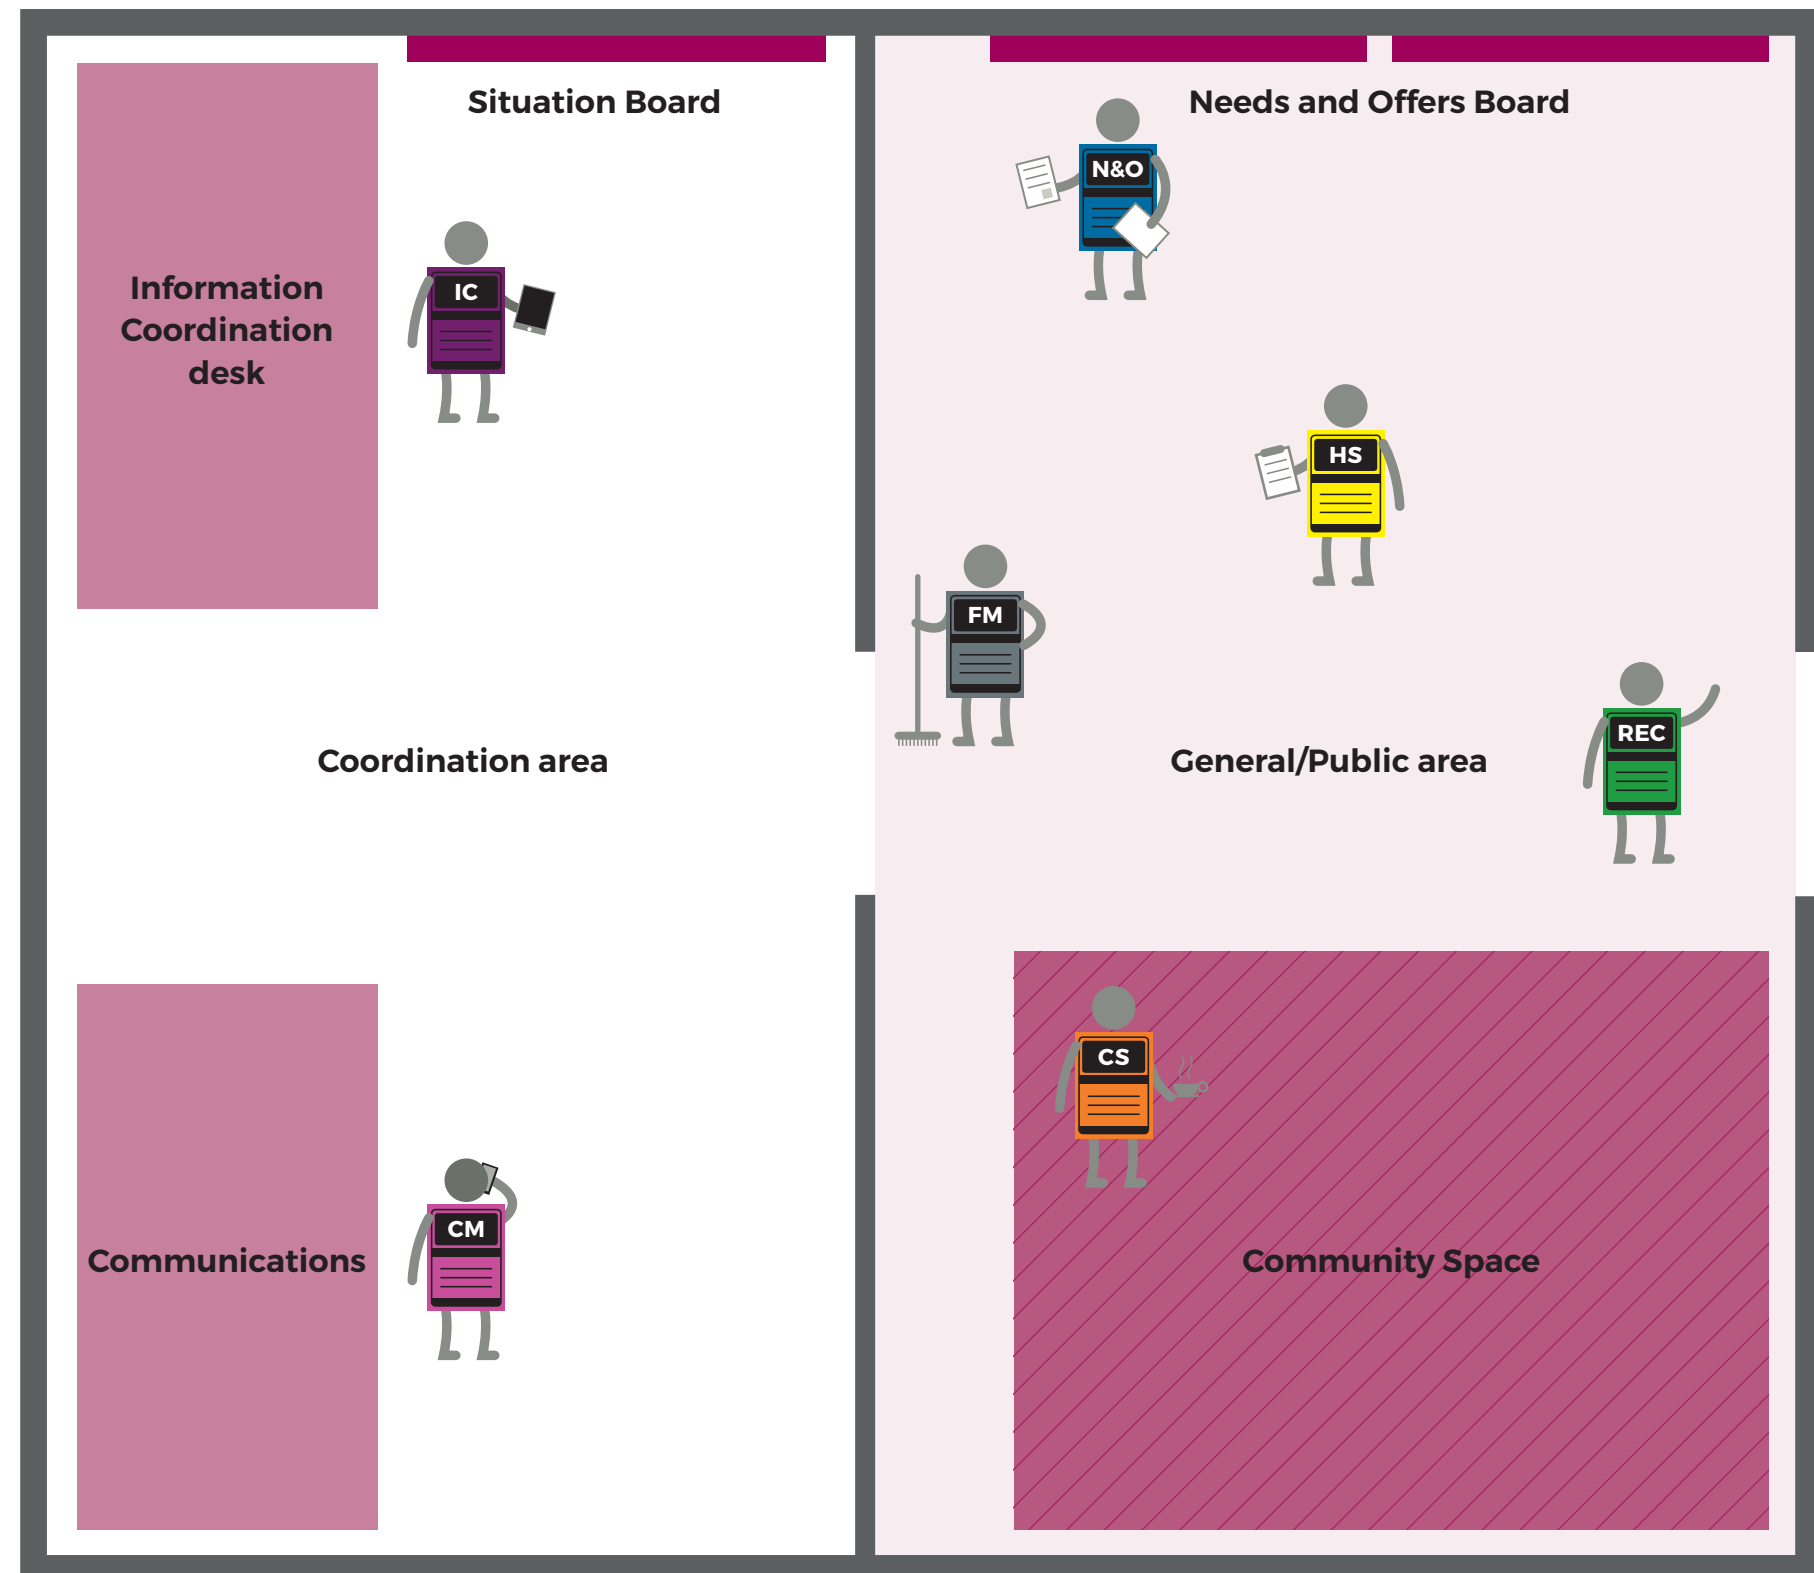 Situation Board
Needs and Offers Board
N&O
Information
Coordination
desk
IC
HS
FM
REC
Coordination area
General/Public area
CS
CM
Communications
Community Space